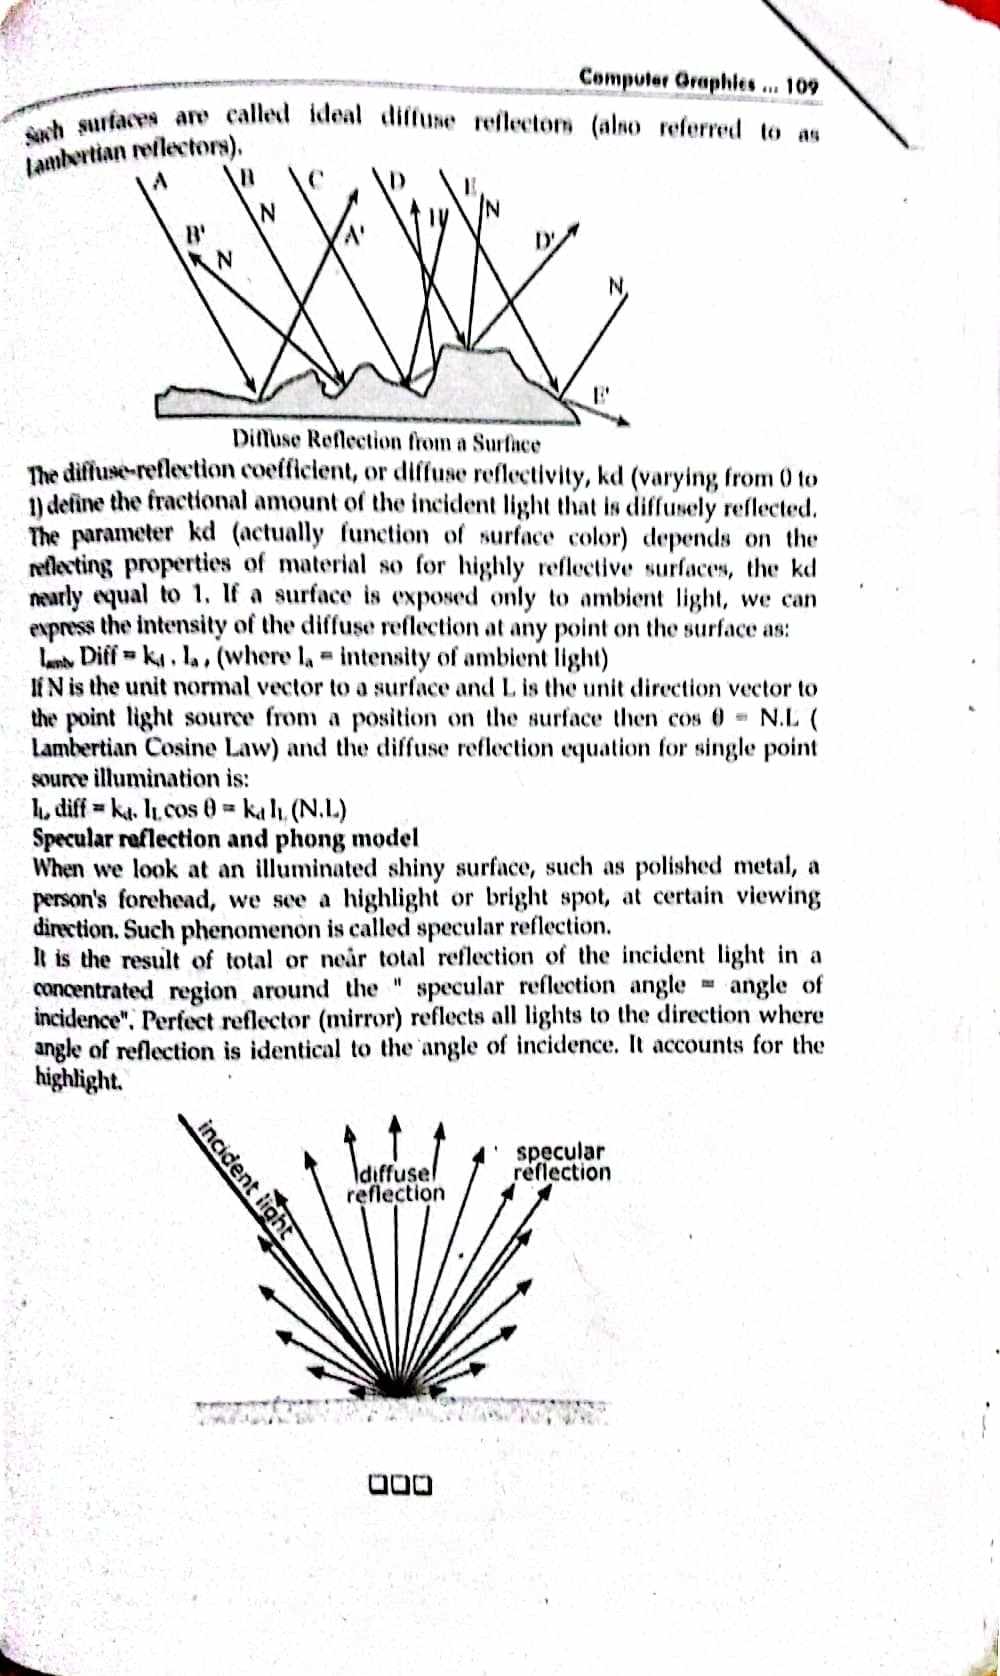 Computer Graphics ... 109
Such surfaces are called ideal diffuse reflectors (also referred to as
Lambertian reflectors).
A B C D E
N N
B' A' D'
N N
E'
Diffuse Reflection from a Surface
The diffuse-reflection coefficient, or diffuse reflectivity, kd (varying from 0 to
1) define the fractional amount of the incident light that is diffusely reflected.
The parameter kd (actually function of surface color) depends on the
reflecting properties of material so for highly reflective surfaces, the kd
nearly equal to 1. If a surface is exposed only to ambient light, we can
express the intensity of the diffuse reflection at any point on the surface as:
I_amb, Diff = k_d . I_a , (where I_a = intensity of ambient light)
If N is the unit normal vector to a surface and L is the unit direction vector to
the point light source from a position on the surface then cos θ = N.L (
Lambertian Cosine Law) and the diffuse reflection equation for single point
source illumination is:
I_L, diff = k_d. I_L cos θ = k_d I_L (N.L)
Specular reflection and phong model
When we look at an illuminated shiny surface, such as polished metal, a
person's forehead, we see a highlight or bright spot, at certain viewing
direction. Such phenomenon is called specular reflection.
It is the result of total or near total reflection of the incident light in a
concentrated region around the " specular reflection angle = angle of
incidence". Perfect reflector (mirror) reflects all lights to the direction where
angle of reflection is identical to the angle of incidence. It accounts for the
highlight.
incident light
diffuse
reflection
specular
reflection